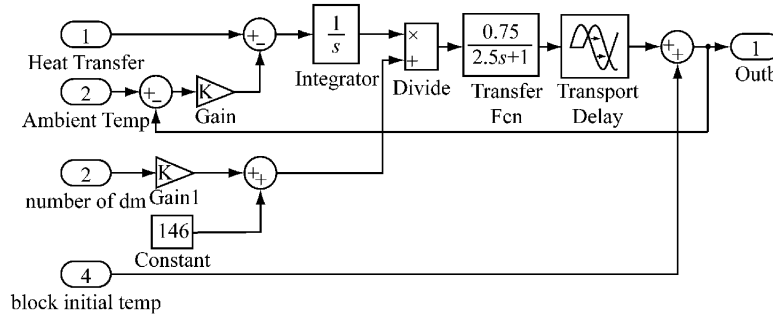 1
Heat Transfer
2
Ambient Temp
+
−
K
Gain
+
−
1
s
Integrator
×
+
Divide
0.75
2.5s+1
Transfer
Fcn
Transport
Delay
+
+
1
Outb
2
number of dm
K
Gain1
+
+
146
Constant
4
block initial temp